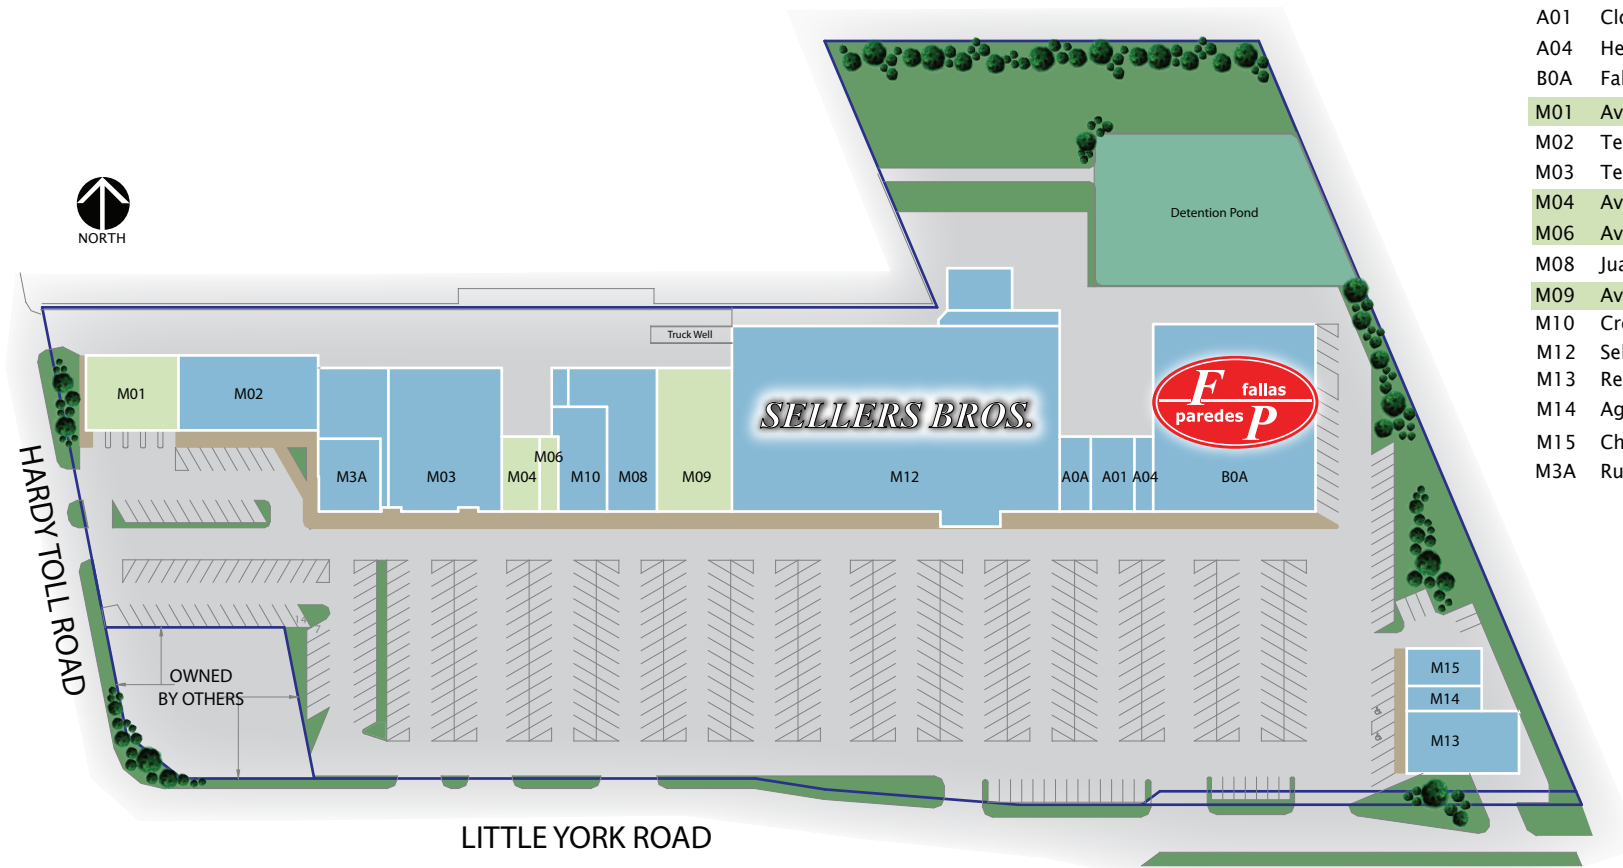 A01
A04
B0A
M01
M02
M03
M04
M06
M08
M09
M10
M12
M13
M14
M15
M3A
NORTH
Detention Pond
Truck Well
M01
M02
M3A
M03
M04
M06
M10
M08
M09
SELLERS BROS.
M12
A0A
A01
A04
F fallas
paredes P
B0A
HARDY TOLL ROAD
14
7
OWNED
BY OTHERS
M15
M14
M13
LITTLE YORK ROAD